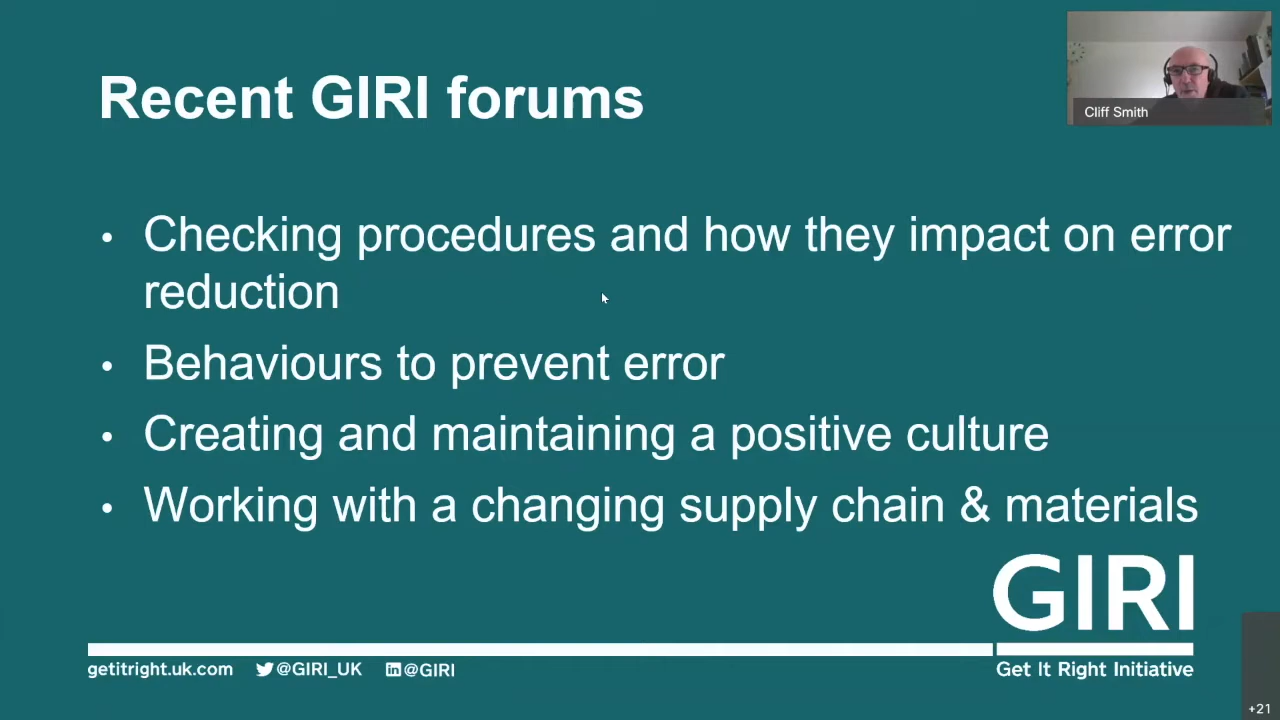 Recent GIRI forums
Cliff Smith
• Checking procedures and how they impact on error
reduction
• Behaviours to prevent error
• Creating and maintaining a positive culture
• Working with a changing supply chain & materials
GIRI
getitright.uk.com @GIRI_UK in @GIRI
Get It Right Initiative
+21